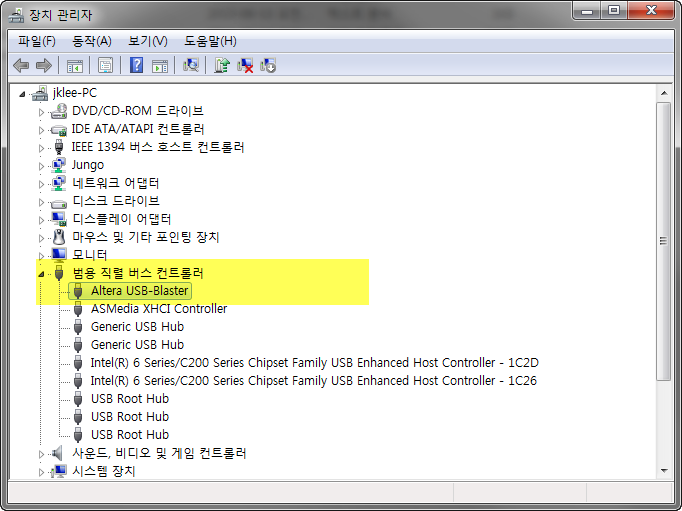 장치 관리자
파일(F) 동작(A) 보기(V) 도움말(H)
jklee-PC
DVD/CD-ROM 드라이브
IDE ATA/ATAPI 컨트롤러
IEEE 1394 버스 호스트 컨트롤러
Jungo
네트워크 어댑터
디스크 드라이브
디스플레이 어댑터
마우스 및 기타 포인팅 장치
모니터
범용 직렬 버스 컨트롤러
Altera USB-Blaster
ASMedia XHCI Controller
Generic USB Hub
Generic USB Hub
Intel(R) 6 Series/C200 Series Chipset Family USB Enhanced Host Controller - 1C2D
Intel(R) 6 Series/C200 Series Chipset Family USB Enhanced Host Controller - 1C26
USB Root Hub
USB Root Hub
USB Root Hub
사운드, 비디오 및 게임 컨트롤러
시스템 장치